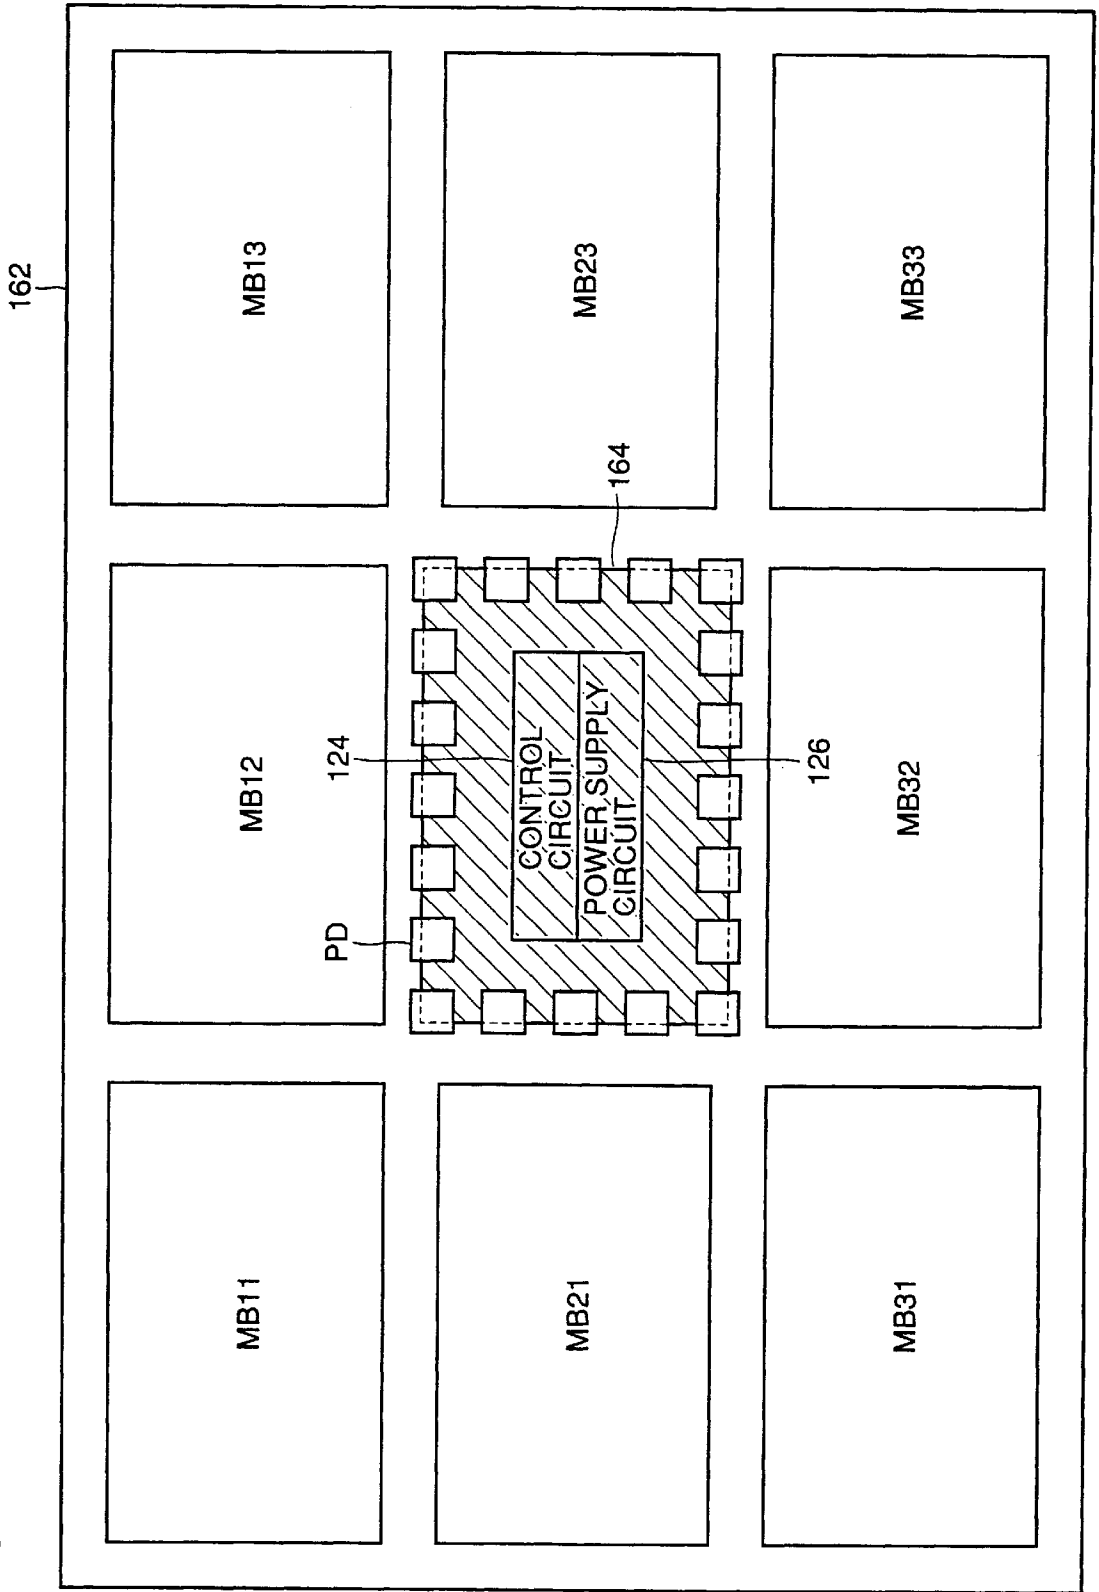 162
MB11
MB12
MB13
PD
124
CONTROL
CIRCUIT
164
MB21
POWER SUPPLY
CIRCUIT
MB23
126
MB31
MB32
MB33